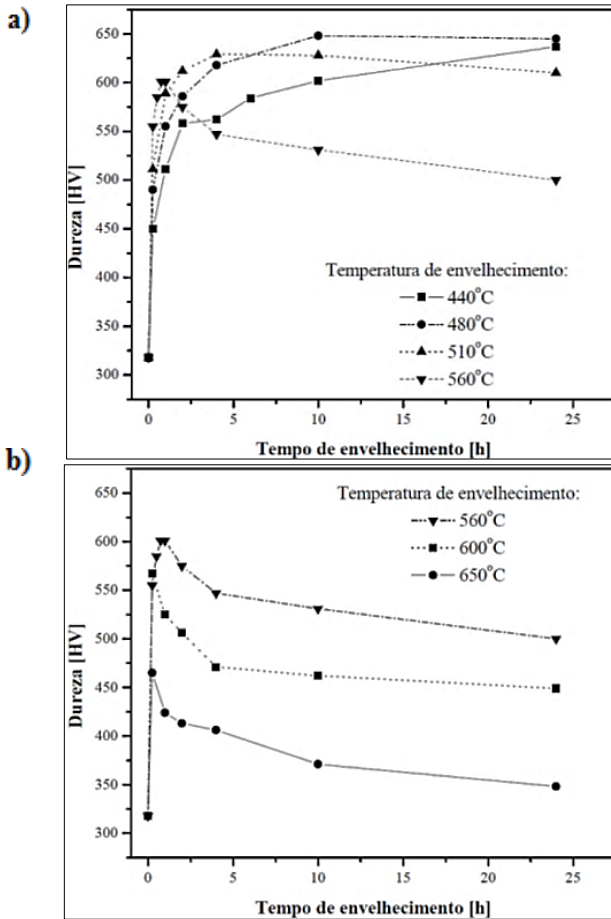 a)
650
600
550
500
450
400
350
300
Dureza [HV]
Temperatura de envelhecimento:
440°C
480°C
510°C
560°C
0 5 10 15 20 25
Tempo de envelhecimento [h]
b)
650
600
550
500
450
400
350
300
Dureza [HV]
Temperatura de envelhecimento:
560°C
600°C
650°C
0 5 10 15 20 25
Tempo de envelhecimento [h]